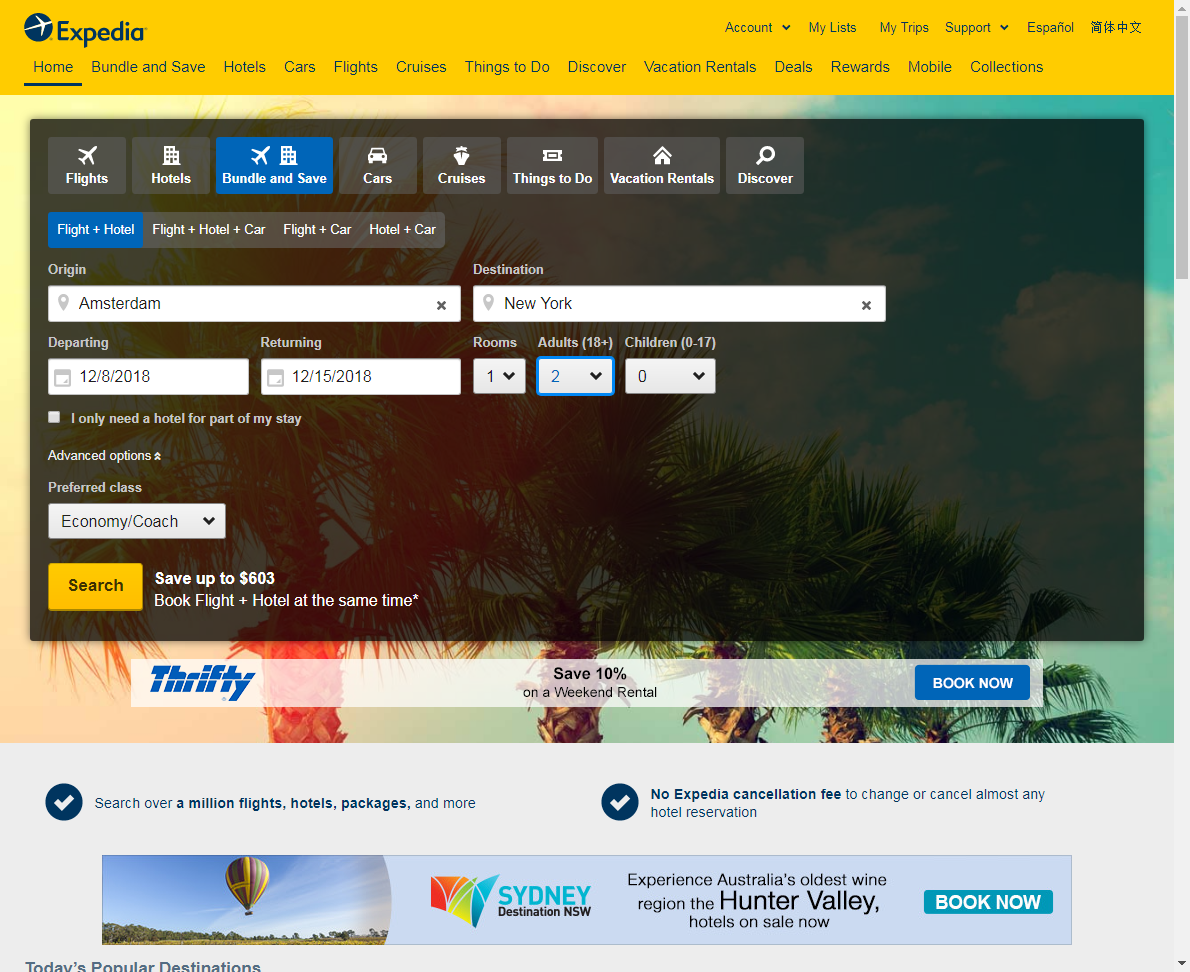 Expedia
Account
My Lists
My Trips
Support
Español
简体中文
Home
Bundle and Save
Hotels
Cars
Flights
Cruises
Things to Do
Discover
Vacation Rentals
Deals
Rewards
Mobile
Collections
Flights
Hotels
Bundle and Save
Cars
Cruises
Things to Do
Vacation Rentals
Discover
Flight + Hotel
Flight + Hotel + Car
Flight + Car
Hotel + Car
Origin
Destination
Amsterdam
New York
Departing
Returning
Rooms
Adults (18+)
Children (0-17)
12/8/2018
12/15/2018
1
2
0
I only need a hotel for part of my stay
Advanced options
Preferred class
Economy/Coach
Search
Save up to $603
Book Flight + Hotel at the same time*
Thrifty
Save 10%
on a Weekend Rental
BOOK NOW
Search over a million flights, hotels, packages, and more
No Expedia cancellation fee to change or cancel almost any
hotel reservation
SYDNEY
Destination NSW
Experience Australia's oldest wine
region the Hunter Valley,
hotels on sale now
BOOK NOW
Today's Popular Destinations